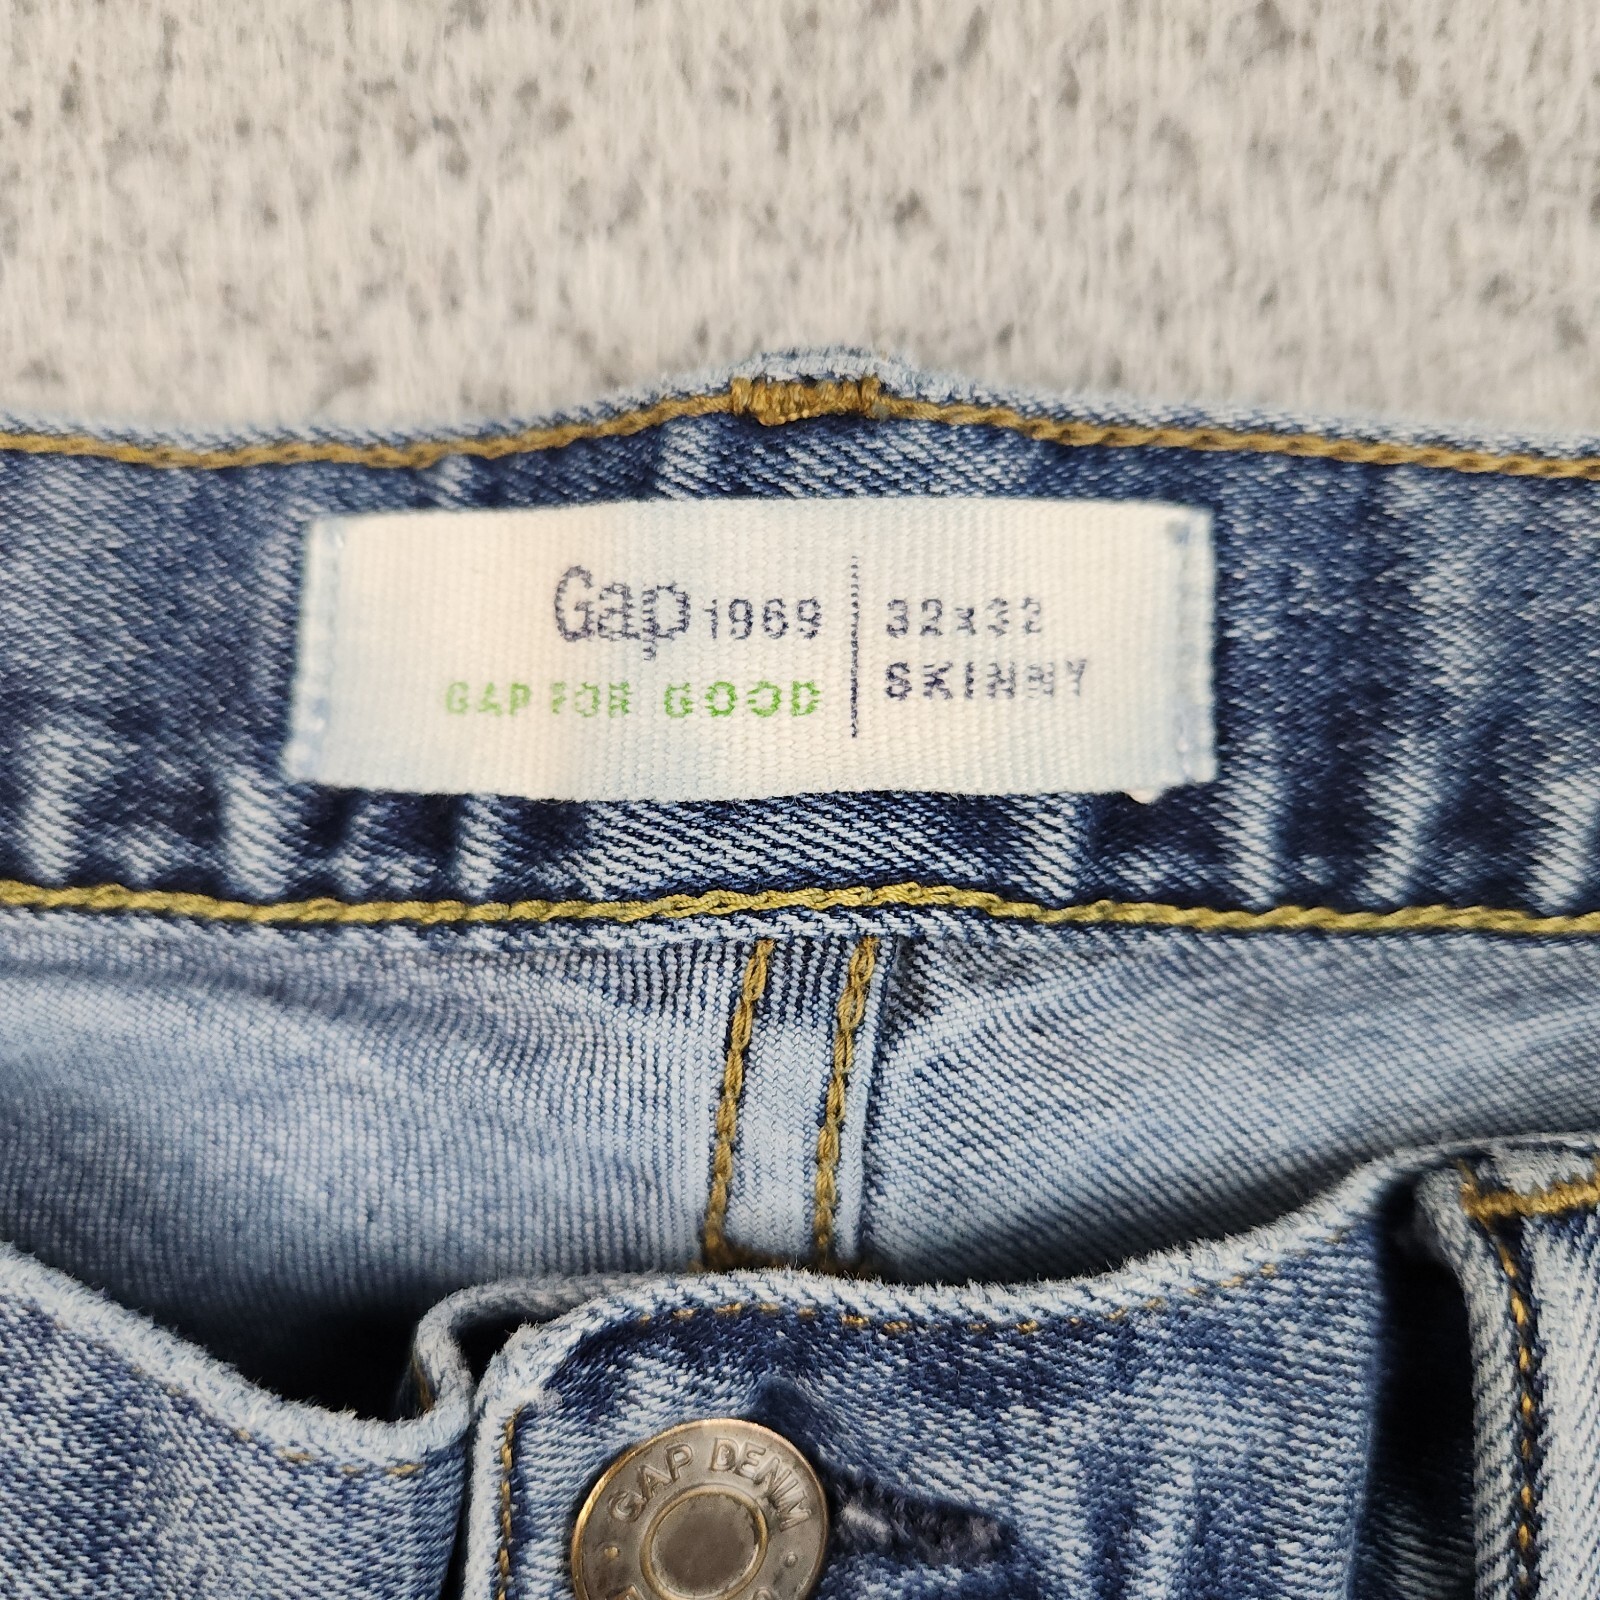 Gap 1969
GAP FOR GOOD
32x32
SKINNY
GAP DENIM